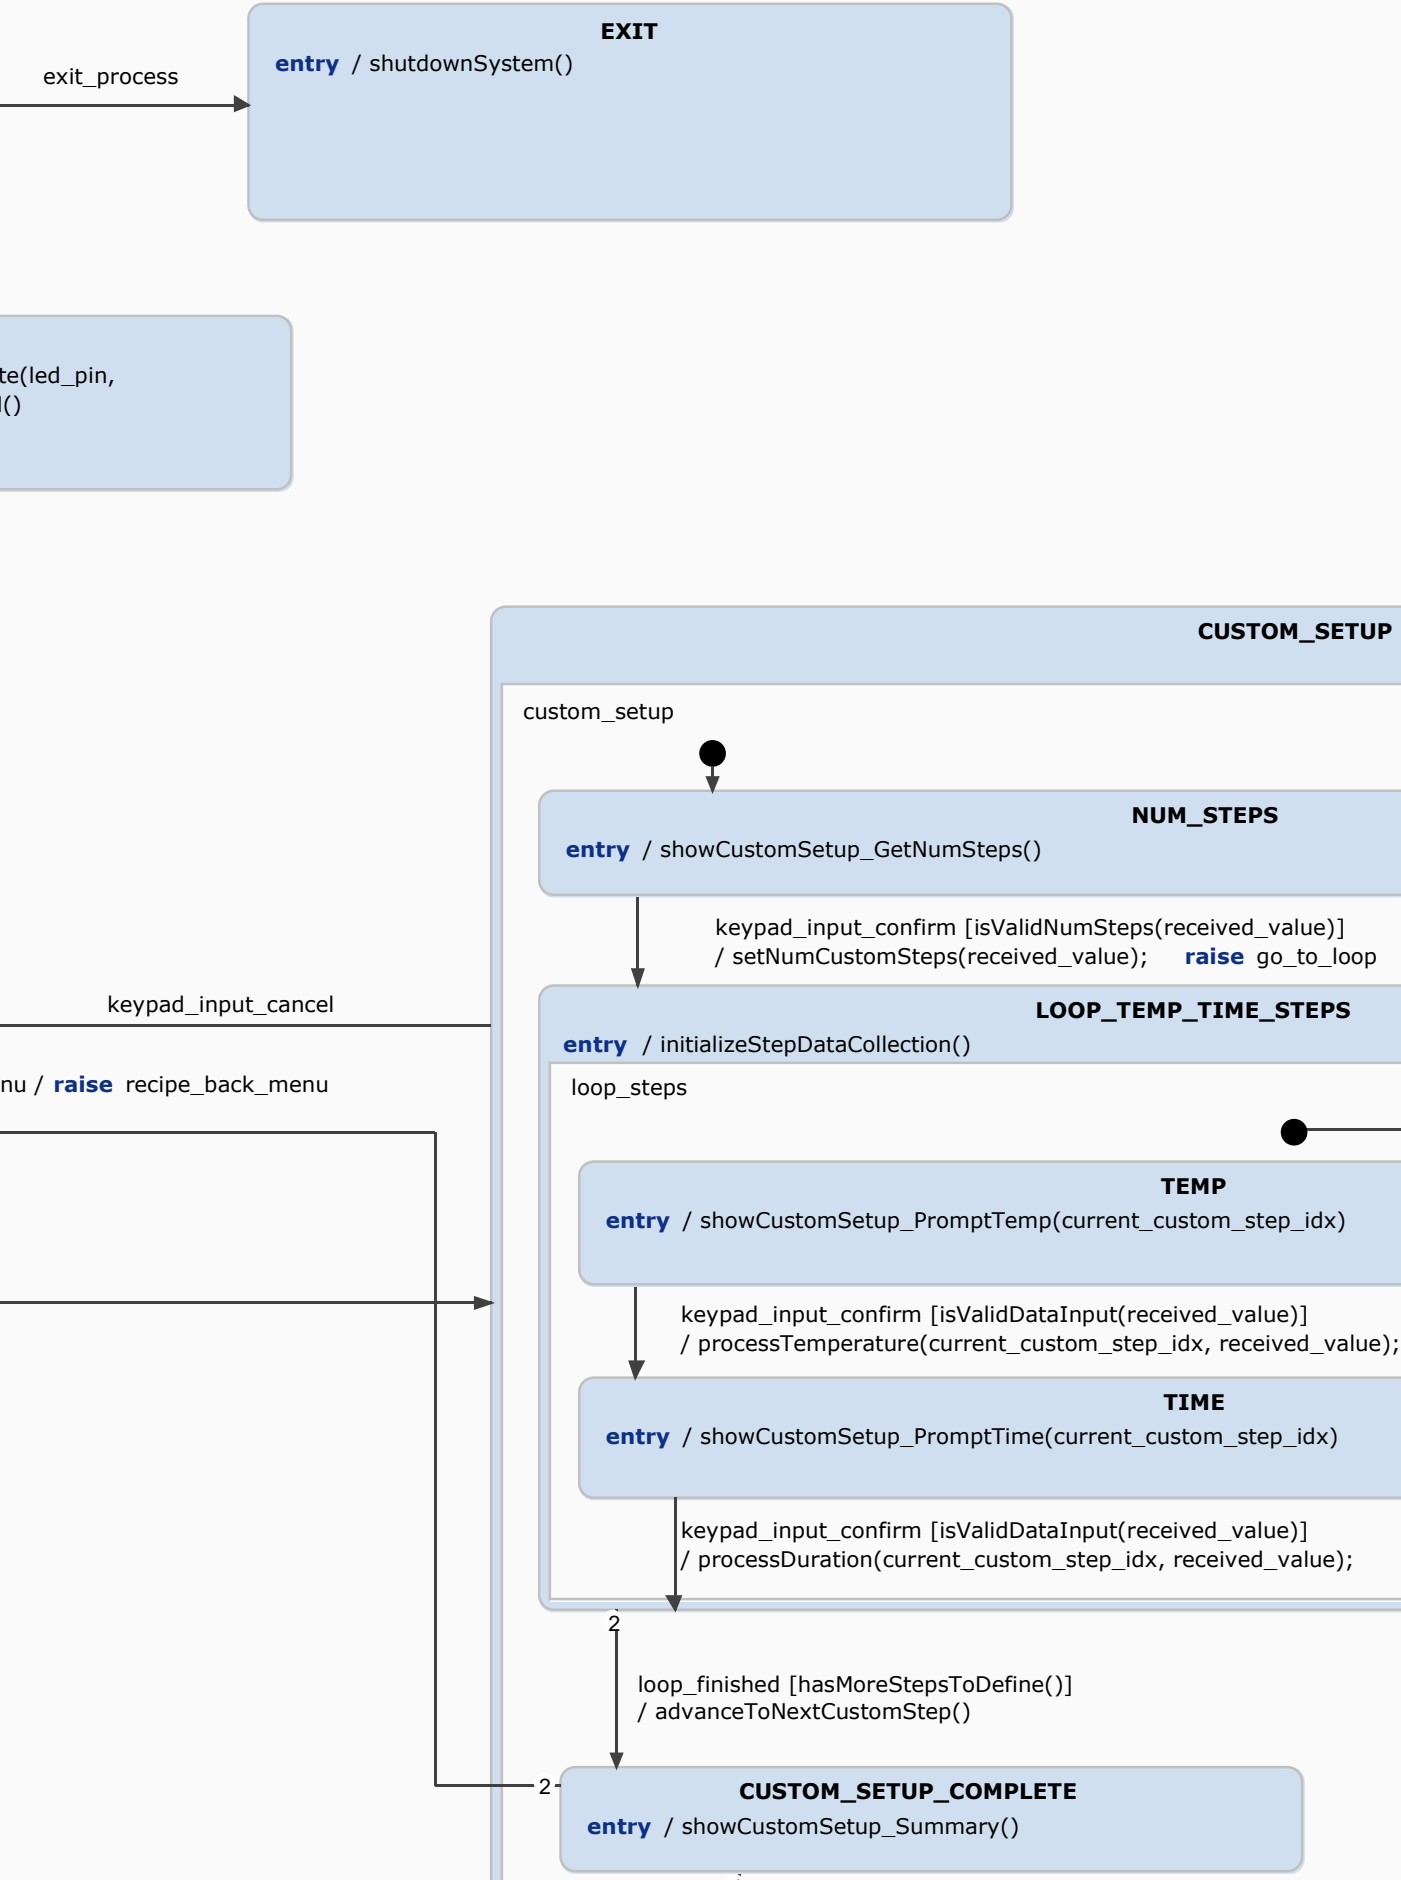 EXIT
entry / shutdownSystem()
exit_process
te(led_pin,
()
CUSTOM_SETUP
custom_setup
NUM_STEPS
entry / showCustomSetup_GetNumSteps()
keypad_input_confirm [isValidNumSteps(received_value)]
/ setNumCustomSteps(received_value); raise go_to_loop
keypad_input_cancel
LOOP_TEMP_TIME_STEPS
entry / initializeStepDataCollection()
nu / raise recipe_back_menu
loop_steps
TEMP
entry / showCustomSetup_PromptTemp(current_custom_step_idx)
keypad_input_confirm [isValidDataInput(received_value)]
/ processTemperature(current_custom_step_idx, received_value);
TIME
entry / showCustomSetup_PromptTime(current_custom_step_idx)
keypad_input_confirm [isValidDataInput(received_value)]
/ processDuration(current_custom_step_idx, received_value);
2
loop_finished [hasMoreStepsToDefine()]
/ advanceToNextCustomStep()
2
CUSTOM_SETUP_COMPLETE
entry / showCustomSetup_Summary()